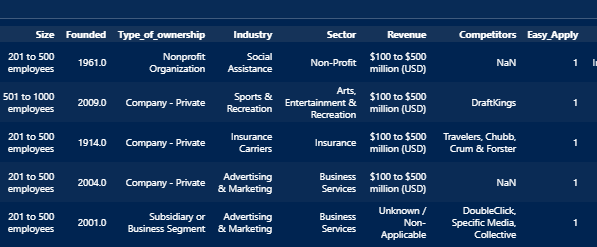 Size Founded Type_of_ownership Industry Sector Revenue Competitors Easy_Apply
201 to 500 employees 1961.0 Nonprofit Organization Social Assistance Non-Profit $100 to $500 million (USD) NaN 1
501 to 1000 employees 2009.0 Company - Private Sports & Recreation Arts, Entertainment & Recreation $100 to $500 million (USD) DraftKings 1
201 to 500 employees 1914.0 Company - Private Insurance Carriers Insurance $100 to $500 million (USD) Travelers, Chubb, Crum & Forster 1
201 to 500 employees 2004.0 Company - Private Advertising & Marketing Business Services $100 to $500 million (USD) NaN 1
201 to 500 employees 2001.0 Subsidiary or Business Segment Advertising & Marketing Business Services Unknown / Non-Applicable DoubleClick, Specific Media, Collective 1